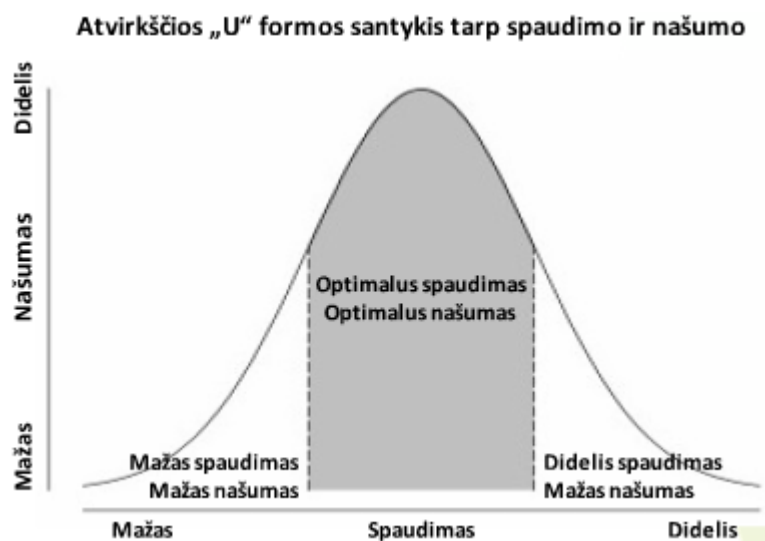 Atvirkščios „U“ formos santykis tarp spaudimo ir našumo
Didelis
Našumas
Mažas
Optimalus spaudimas
Optimalus našumas
Mažas spaudimas
Mažas našumas
Didelis spaudimas
Mažas našumas
Mažas
Spaudimas
Didelis